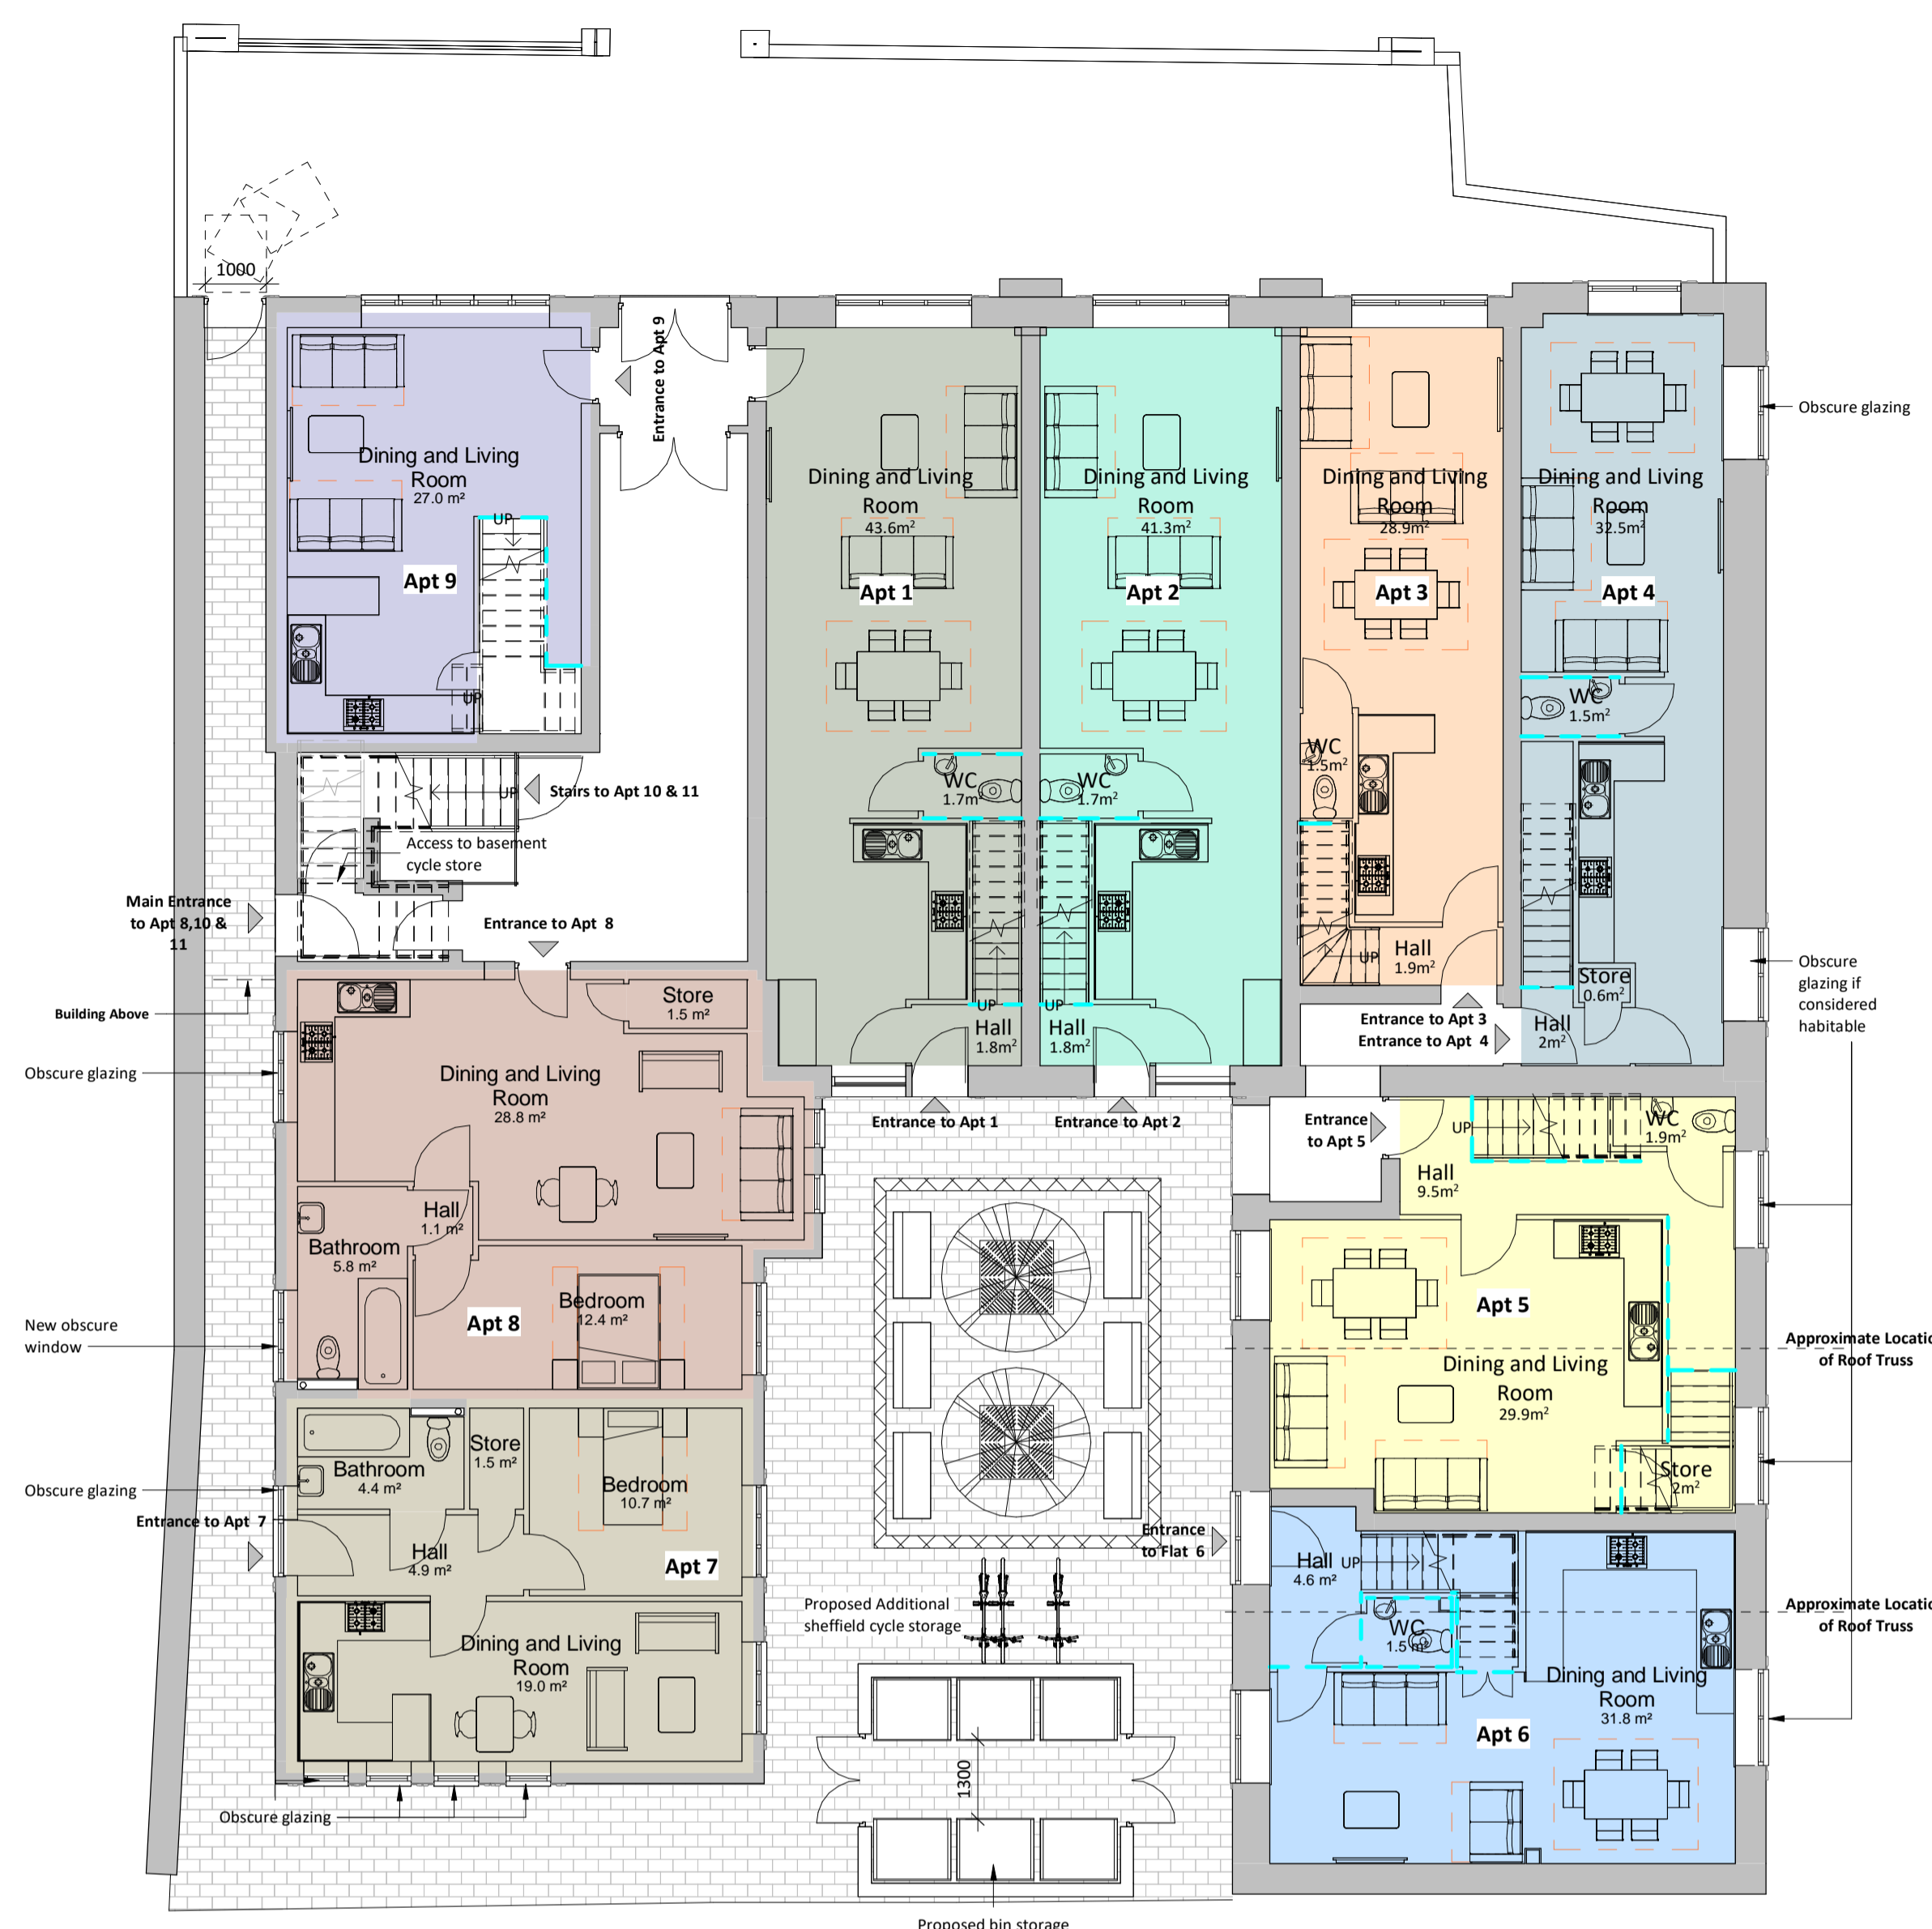 1000
Entrance to Apt 9
Obscure glazing
Dining and Living
Room
27.0 m²
UP
Apt 9
UP
Dining and Living
Room
43.6m²
Apt 1
Dining and Living
Room
41.3m²
Apt 2
Dining and Living
Room
28.9m²
Apt 3
Dining and Living
Room
32.5m²
Apt 4
WC
1.5m²
WC
1.5m²
WC
1.7m²
WC
1.7m²
UP
Stairs to Apt 10 & 11
Access to basement
cycle store
Main Entrance
to Apt 8,10 &
11
Entrance to Apt 8
Building Above
Obscure glazing
UP
Hall
1.8m²
UP
Hall
1.8m²
UP
Hall
1.9m²
Store
0.6m²
Hall
2m²
Entrance to Apt 3
Entrance to Apt 4
Obscure
glazing if
considered
habitable
Store
1.5 m²
Dining and Living
Room
28.8 m²
Hall
1.1 m²
Bathroom
5.8 m²
Bedroom
12.4 m²
Apt 8
New obscure
window
Entrance to Apt 1
Entrance to Apt 2
Entrance
to Apt 5
UP
WC
1.9m²
Hall
9.5m²
Apt 5
Dining and Living
Room
29.9m²
Store
2m²
Approximate Locatio
of Roof Truss
Bathroom
4.4 m²
Store
1.5 m²
Bedroom
10.7 m²
Obscure glazing
Entrance to Apt 7
Hall
4.9 m²
Apt 7
Dining and Living
Room
19.0 m²
Obscure glazing
Entrance
to Flat 6
Hall
4.6 m²
UP
WC
1.5 m²
Dining and Living
Room
31.8 m²
Apt 6
Approximate Locatio
of Roof Truss
Proposed Additional
sheffield cycle storage
1300
Proposed bin storage